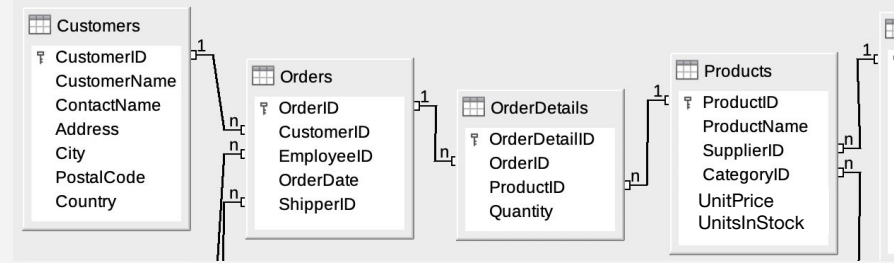 Customers
CustomerID
CustomerName
ContactName
Address
City
PostalCode
Country
1
n
n
n
Orders
OrderID
CustomerID
EmployeeID
OrderDate
ShipperID
1
n
OrderDetails
OrderDetailID
OrderID
ProductID
Quantity
1
n
Products
ProductID
ProductName
SupplierID
CategoryID
UnitPrice
UnitsInStock
1
n
n